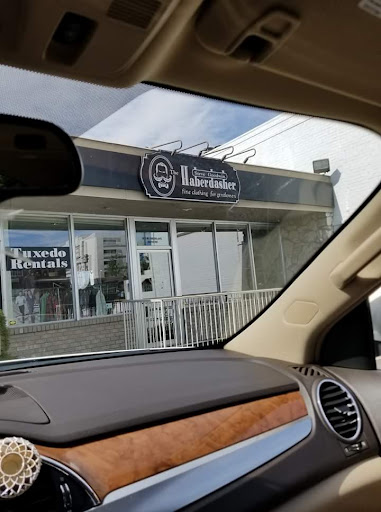 The
Haberdasher
fine clothing for gentlemen
Tuxedo
Rentals